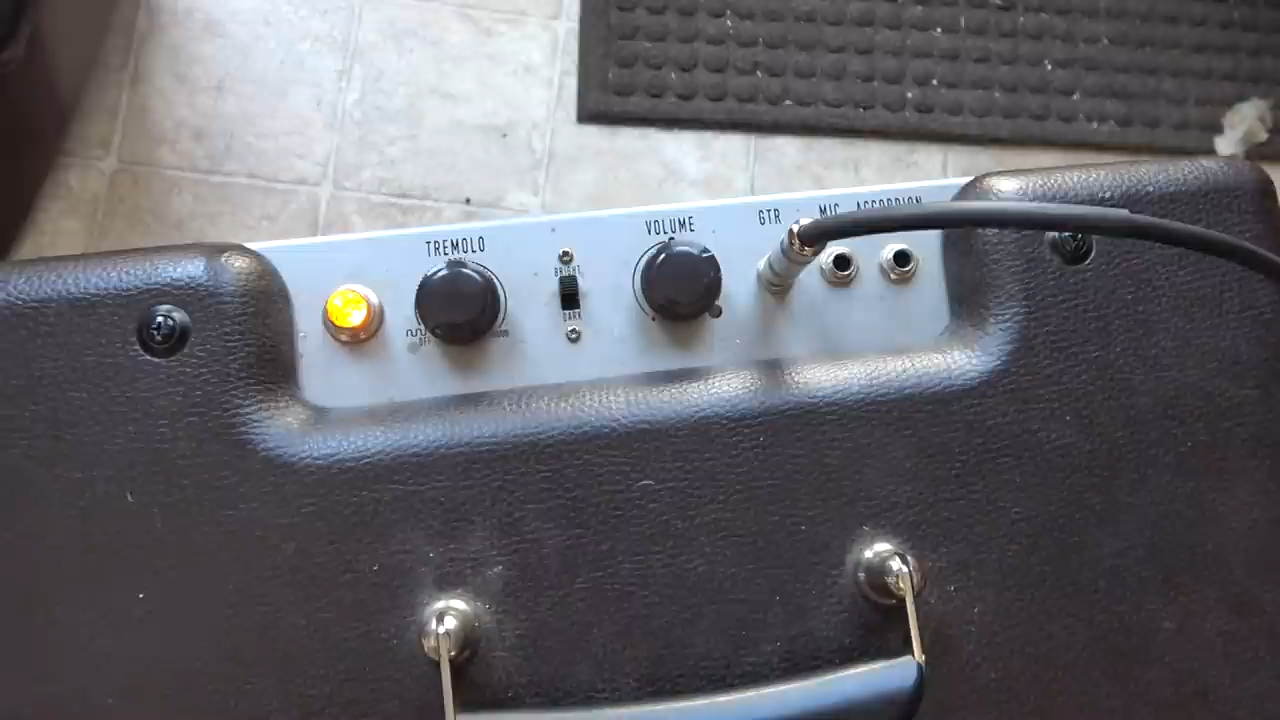 TREMOLO
VOLUME
GTR
MIC
ACCORDION
BRIGHT
DARK
OFF